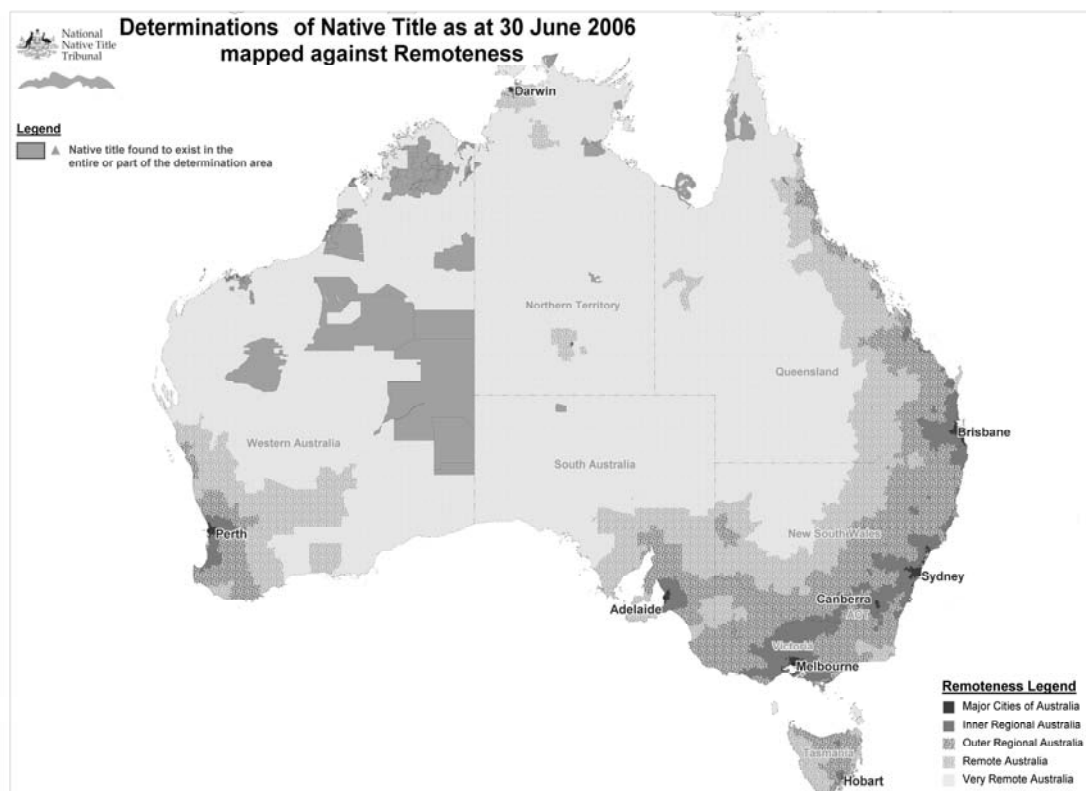 National
Native Title
Tribunal
Determinations of Native Title as at 30 June 2006
mapped against Remoteness
Legend
Native title found to exist in the
entire or part of the determination area
Darwin
Northern Territory
Queensland
Western Australia
South Australia
Brisbane
Perth
New South Wales
Sydney
Canberra
ACT
Adelaide
Victoria
Melbourne
Tasmania
Hobart
Remoteness Legend
Major Cities of Australia
Inner Regional Australia
Outer Regional Australia
Remote Australia
Very Remote Australia